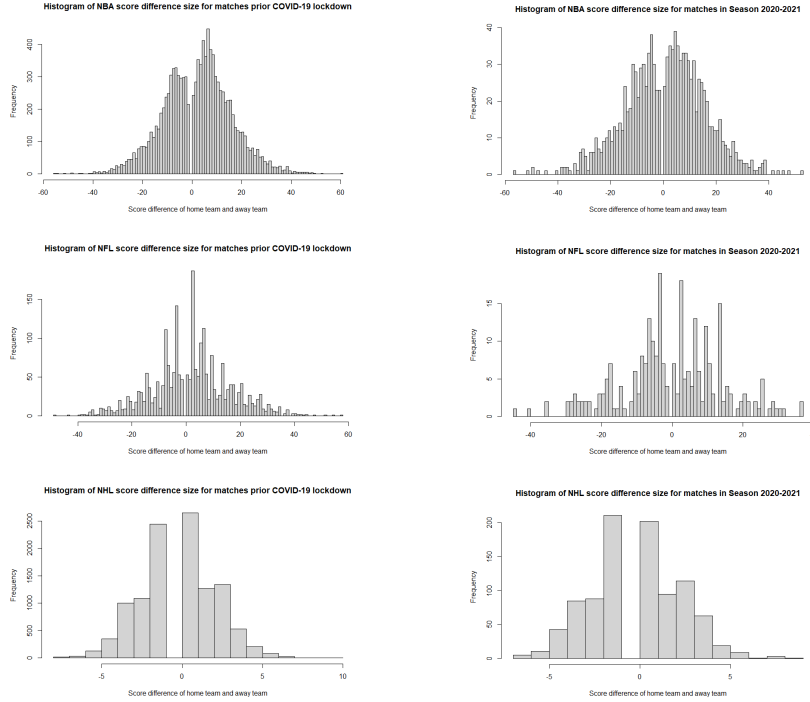 Histogram of NBA score difference size for matches prior COVID-19 lockdown
Frequency
0 100 200 300 400
-60 -40 -20 0 20 40 60
Score difference of home team and away team
Histogram of NBA score difference size for matches in Season 2020-2021
Frequency
0 10 20 30 40
-60 -40 -20 0 20 40
Score difference of home team and away team
Histogram of NFL score difference size for matches prior COVID-19 lockdown
Frequency
0 50 100 150
-40 -20 0 20 40 60
Score difference of home team and away team
Histogram of NFL score difference size for matches in Season 2020-2021
Frequency
0 5 10 15
-40 -20 0 20
Score difference of home team and away team
Histogram of NHL score difference size for matches prior COVID-19 lockdown
Frequency
0 500 1000 1500 2000 2500
-5 0 5 10
Score difference of home team and away team
Histogram of NHL score difference size for matches in Season 2020-2021
Frequency
0 50 100 150 200
-5 0 5
Score difference of home team and away team